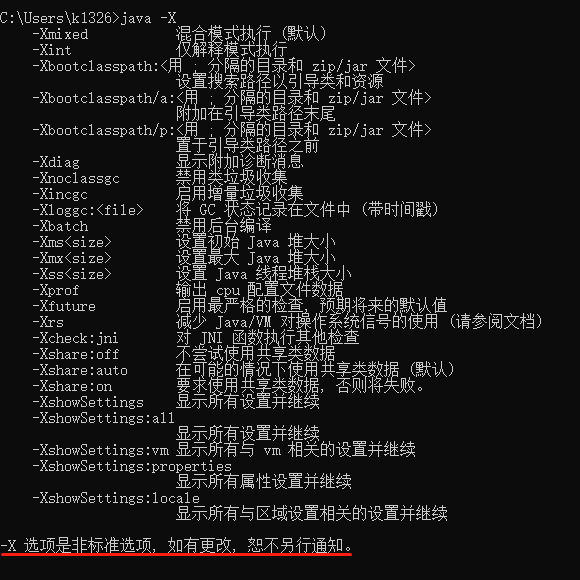 C:\Users\k1326>java -X
-Xmixed 混合模式执行 (默认)
-Xint 仅解释模式执行
-Xbootclasspath:<用 ; 分隔的目录和 zip/jar 文件>
设置搜索路径以引导类和资源
-Xbootclasspath/a:<用 ; 分隔的目录和 zip/jar 文件>
附加在引导类路径末尾
-Xbootclasspath/p:<用 ; 分隔的目录和 zip/jar 文件>
置于引导类路径之前
-Xdiag 显示附加诊断消息
-Xnoclassgc 禁用类垃圾收集
-Xincgc 启用增量垃圾收集
-Xloggc:<file> 将 GC 状态记录在文件中 (带时间戳)
-Xbatch 禁用后台编译
-Xms<size> 设置初始 Java 堆大小
-Xmx<size> 设置最大 Java 堆大小
-Xss<size> 设置 Java 线程堆栈大小
-Xprof 输出 cpu 配置文件数据
-Xfuture 启用最严格的检查, 预期将来的默认值
-Xrs 减少 Java/VM 对操作系统信号的使用 (请参阅文档)
-Xcheck:jni 对 JNI 函数执行其他检查
-Xshare:off 不尝试使用共享类数据
-Xshare:auto 在可能的情况下使用共享类数据 (默认)
-Xshare:on 要求使用共享类数据, 否则将失败。
-XshowSettings 显示所有设置并继续
-XshowSettings:all
显示所有设置并继续
-XshowSettings:vm 显示所有与 vm 相关的设置并继续
-XshowSettings:properties
显示所有属性设置并继续
-XshowSettings:locale
显示所有与区域设置相关的设置并继续
-X 选项是非标准选项, 如有更改, 恕不另行通知。